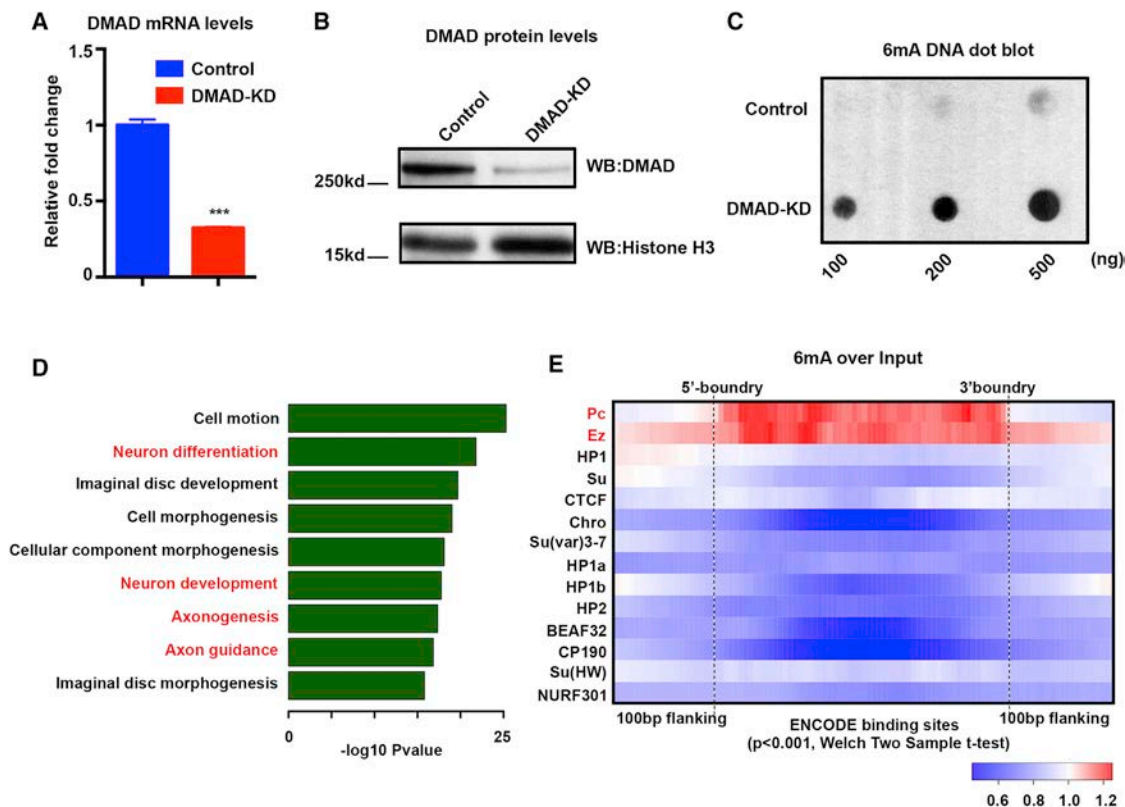 A
DMAD mRNA levels
Relative fold change
1.5
1
0.5
0
Control
DMAD-KD
***
B
DMAD protein levels
Control
DMAD-KD
250kd
WB:DMAD
15kd
WB:Histone H3
C
6mA DNA dot blot
Control
DMAD-KD
100
200
500
(ng)
D
Cell motion
Neuron differentiation
Imaginal disc development
Cell morphogenesis
Cellular component morphogenesis
Neuron development
Axonogenesis
Axon guidance
Imaginal disc morphogenesis
0
25
-log10 Pvalue
E
6mA over Input
5'-boundry
3'boundry
Pc
Ez
HP1
Su
CTCF
Chro
Su(var)3-7
HP1a
HP1b
HP2
BEAF32
CP190
Su(HW)
NURF301
100bp flanking
ENCODE binding sites
100bp flanking
(p<0.001, Welch Two Sample t-test)
0.6
0.8
1.0
1.2